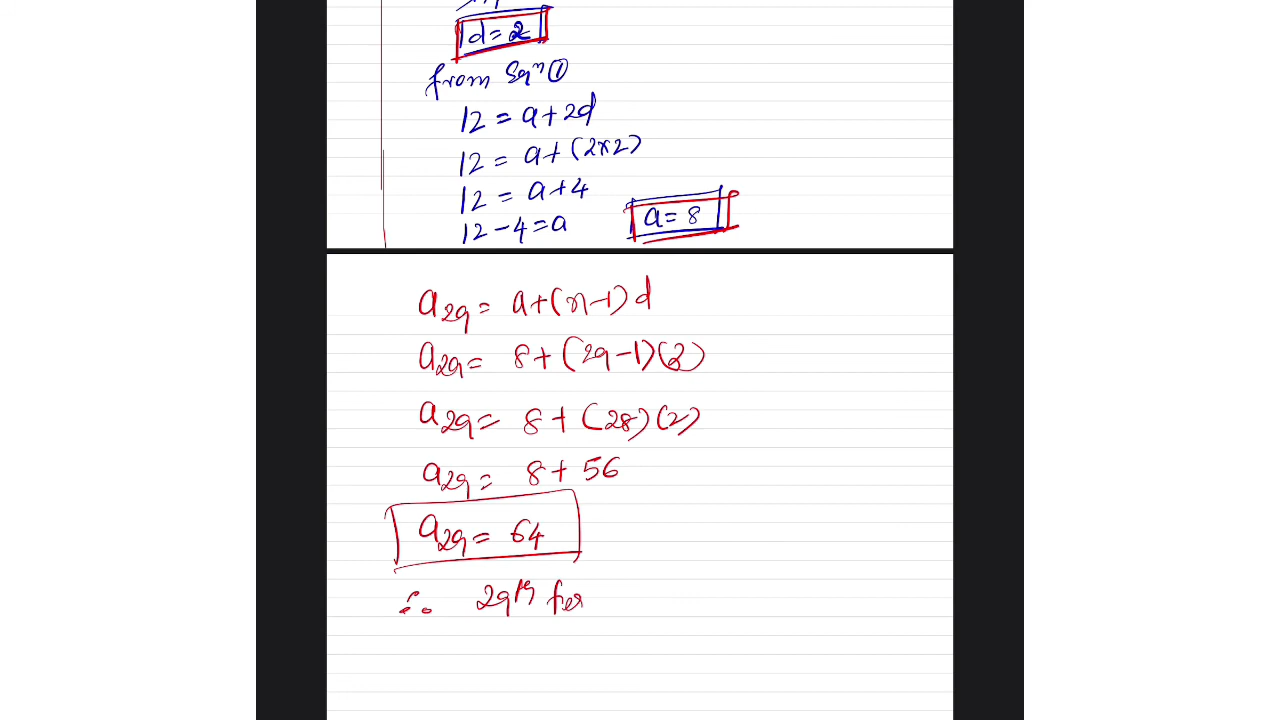 d = 2
from Eqⁿ ①
12 = a + 2d
12 = a + (2×2)
12 = a + 4
12 - 4 = a
a = 8
a₂₉ = a + (n-1) d
a₂₉ = 8 + (29-1)(2)
a₂₉ = 8 + (28)(2)
a₂₉ = 8 + 56
a₂₉ = 64
∴ 29th ter